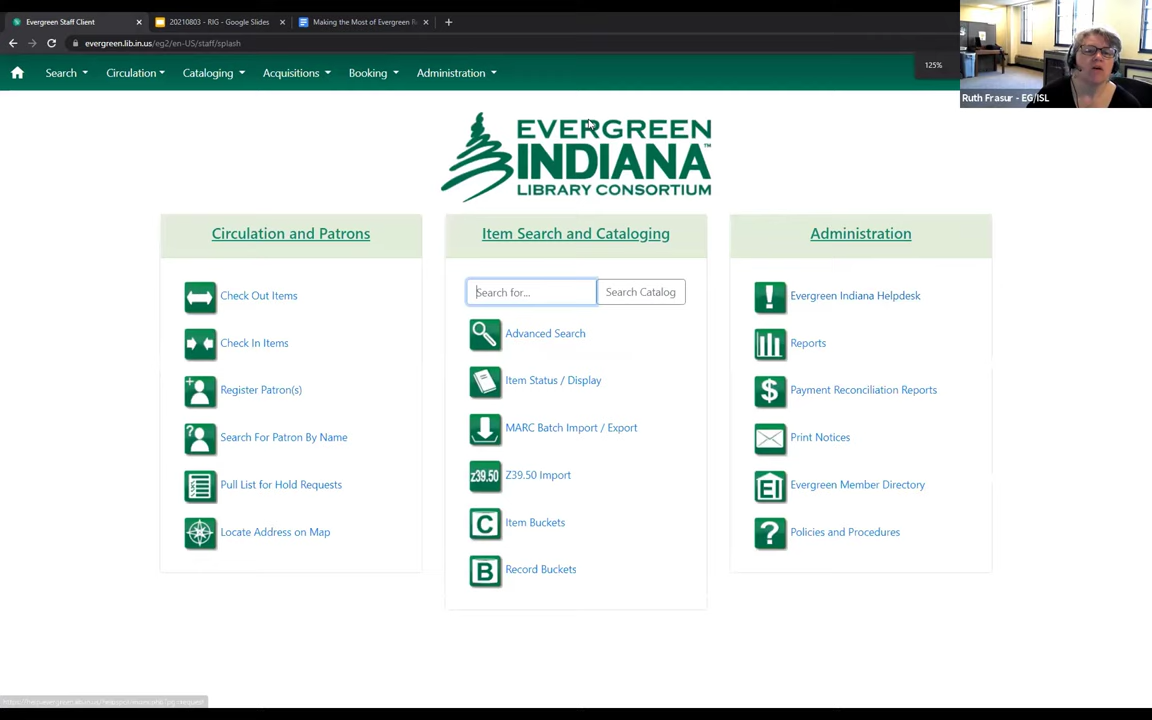 Evergreen Staff Client
20210803 - RIG - Google Slides
Making the Most of Evergreen R
evergreen.lib.in.us/eg2/en-US/staff/splash
125%
Ruth Frasur - EG/ISL
Search
Circulation
Cataloging
Acquisitions
Booking
Administration
EVERGREEN
INDIANA™
LIBRARY CONSORTIUM
Circulation and Patrons
Check Out Items
Check In Items
Register Patron(s)
Search For Patron By Name
Pull List for Hold Requests
Locate Address on Map
Item Search and Cataloging
Search for...
Search Catalog
Advanced Search
Item Status / Display
MARC Batch Import / Export
z39.50
Z39.50 Import
C
Item Buckets
B
Record Buckets
Administration
Evergreen Indiana Helpdesk
Reports
$
Payment Reconciliation Reports
Print Notices
EI
Evergreen Member Directory
?
Policies and Procedures